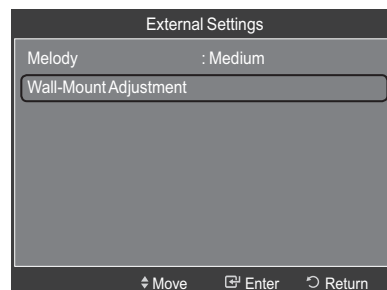 External Settings
Melody : Medium
Wall-Mount Adjustment
Move Enter Return